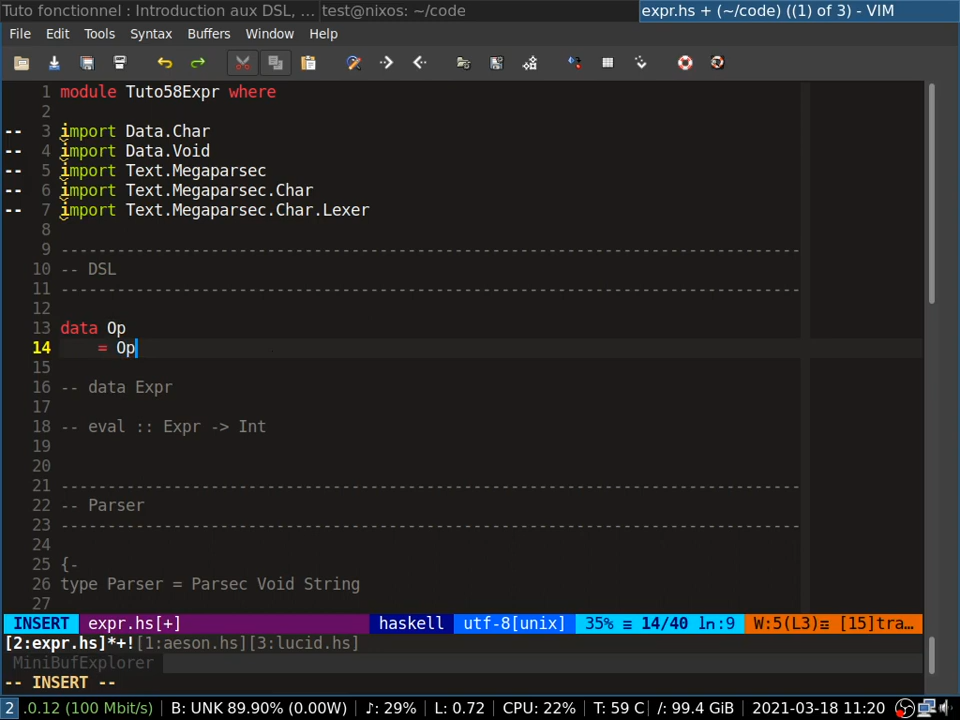 Tuto fonctionnel : Introduction aux DSL, ... test@nixos: ~/code expr.hs + (~/code) ((1) of 3) - VIM
File Edit Tools Syntax Buffers Window Help
1 module Tuto58Expr where
2
-- 3 import Data.Char
-- 4 import Data.Void
-- 5 import Text.Megaparsec
-- 6 import Text.Megaparsec.Char
-- 7 import Text.Megaparsec.Char.Lexer
8
9 -------------------------------------------------------------------------------
10 -- DSL
11 -------------------------------------------------------------------------------
12
13 data Op
14 = Op
15
16 -- data Expr
17
18 -- eval :: Expr -> Int
19
20
21 -------------------------------------------------------------------------------
22 -- Parser
23 -------------------------------------------------------------------------------
24
25 {-
26 type Parser = Parsec Void String
27
INSERT expr.hs[+] haskell utf-8[unix] 35% ≡ 14/40 ln:9 W:5(L3)≡ [15]tra…
[2:expr.hs]*+![1:aeson.hs][3:lucid.hs]
MiniBufExplorer
-- INSERT --
2 .0.12 (100 Mbit/s) B: UNK 89.90% (0.00W) ♪: 29% L: 0.72 CPU: 22% T: 59 C /: 99.4 GiB 2021-03-18 11:20